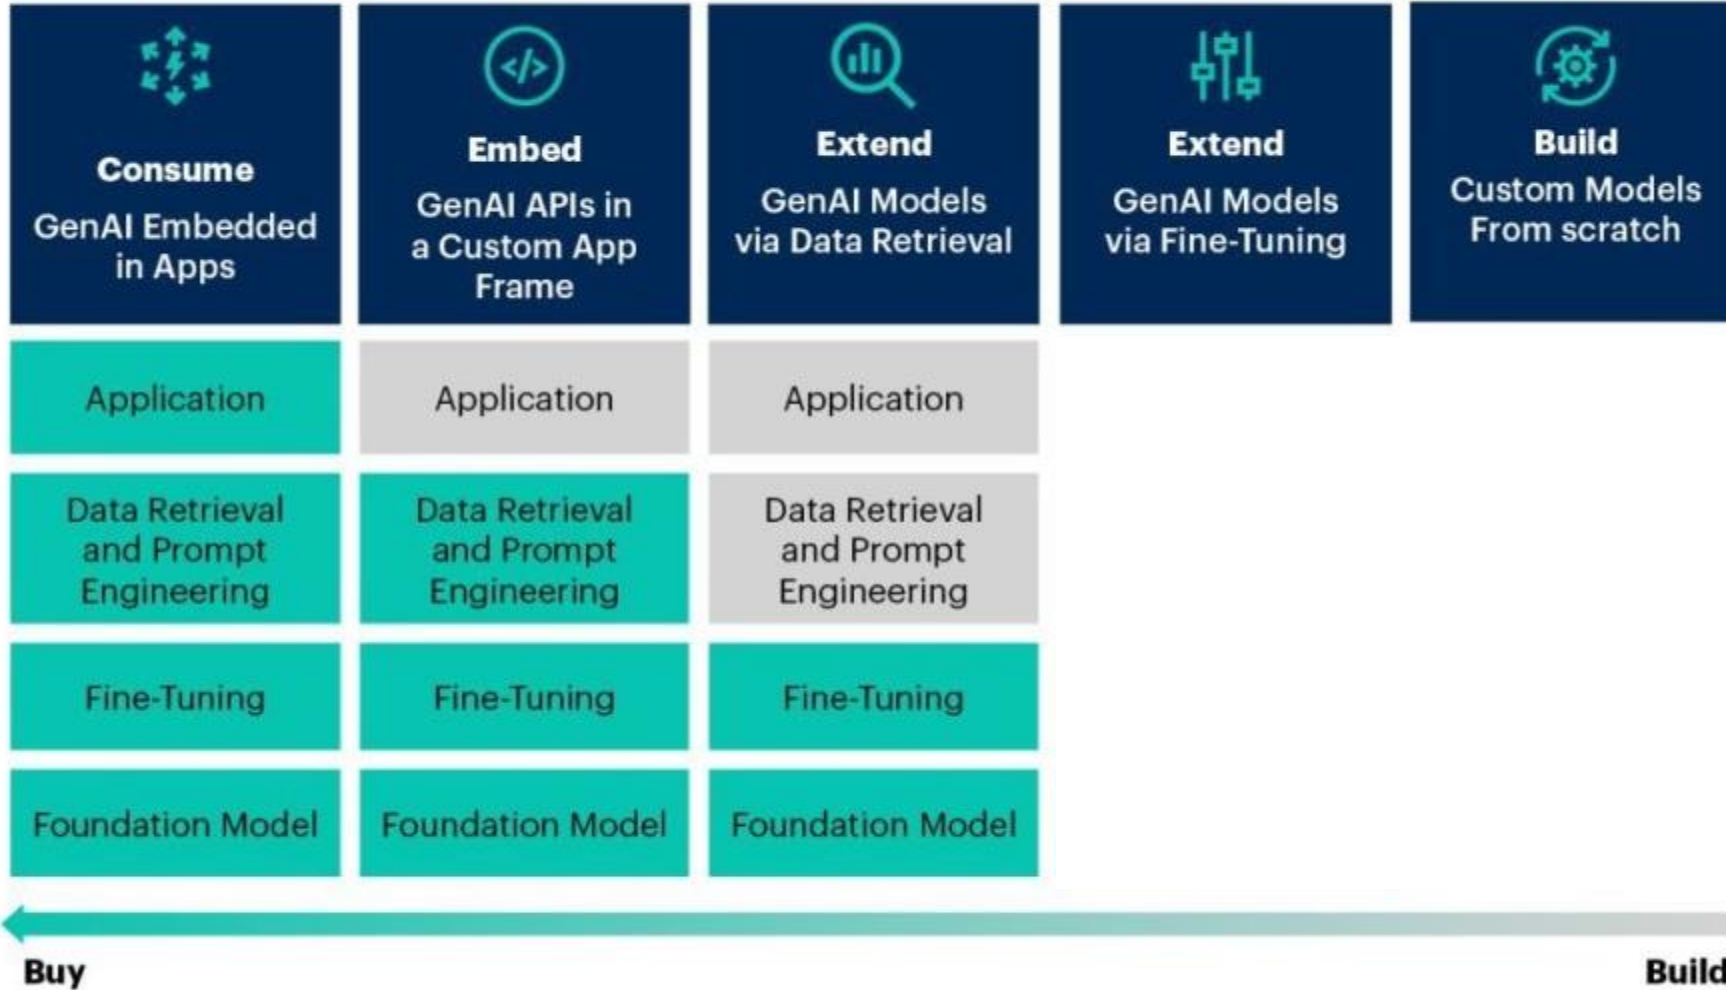 Consume
GenAI Embedded
in Apps
Embed
GenAI APIs in
a Custom App
Frame
Extend
GenAI Models
via Data Retrieval
Extend
GenAI Models
via Fine-Tuning
Build
Custom Models
From scratch
Application
Application
Application
Data Retrieval
and Prompt
Engineering
Data Retrieval
and Prompt
Engineering
Data Retrieval
and Prompt
Engineering
Fine-Tuning
Fine-Tuning
Fine-Tuning
Foundation Model
Foundation Model
Foundation Model
Buy
Build